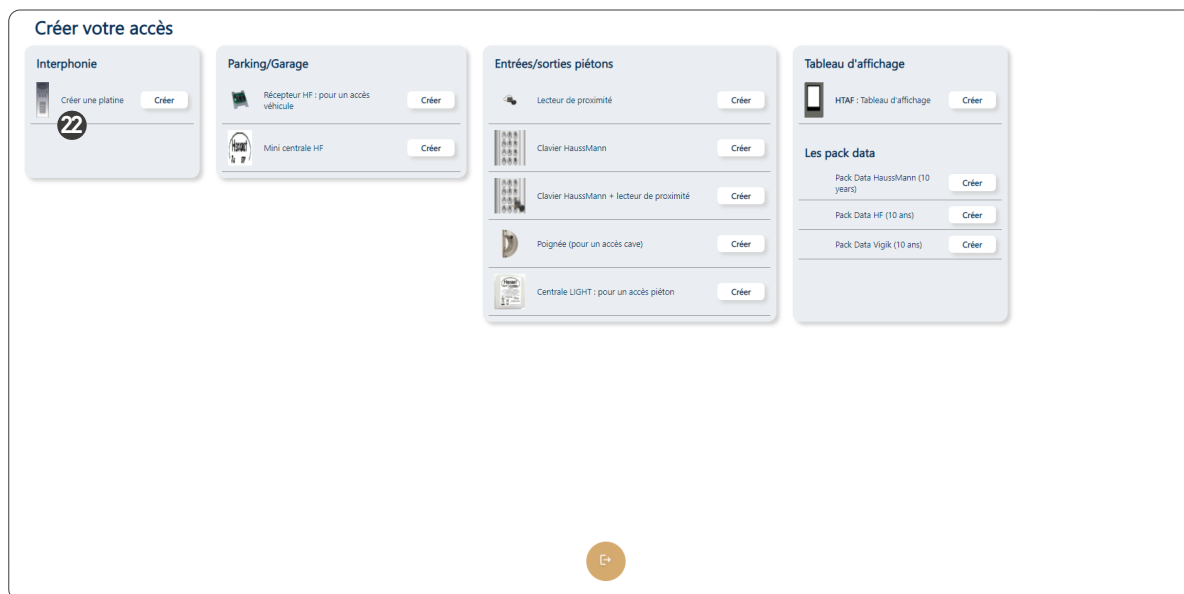 Créer votre accès
Interphonie
Créer une platine
Créer
22
Parking/Garage
Récepteur HF : pour un accès
véhicule
Créer
Mini centrale HF
Créer
Entrées/sorties piétons
Lecteur de proximité
Créer
Clavier HaussMann
Créer
Clavier HaussMann + lecteur de proximité
Créer
Poignée (pour un accès cave)
Créer
Centrale LIGHT : pour un accès piéton
Créer
Tableau d'affichage
HTAF : Tableau d'affichage
Créer
Les pack data
Pack Data HaussMann (10
years)
Créer
Pack Data HF (10 ans)
Créer
Pack Data Vigik (10 ans)
Créer